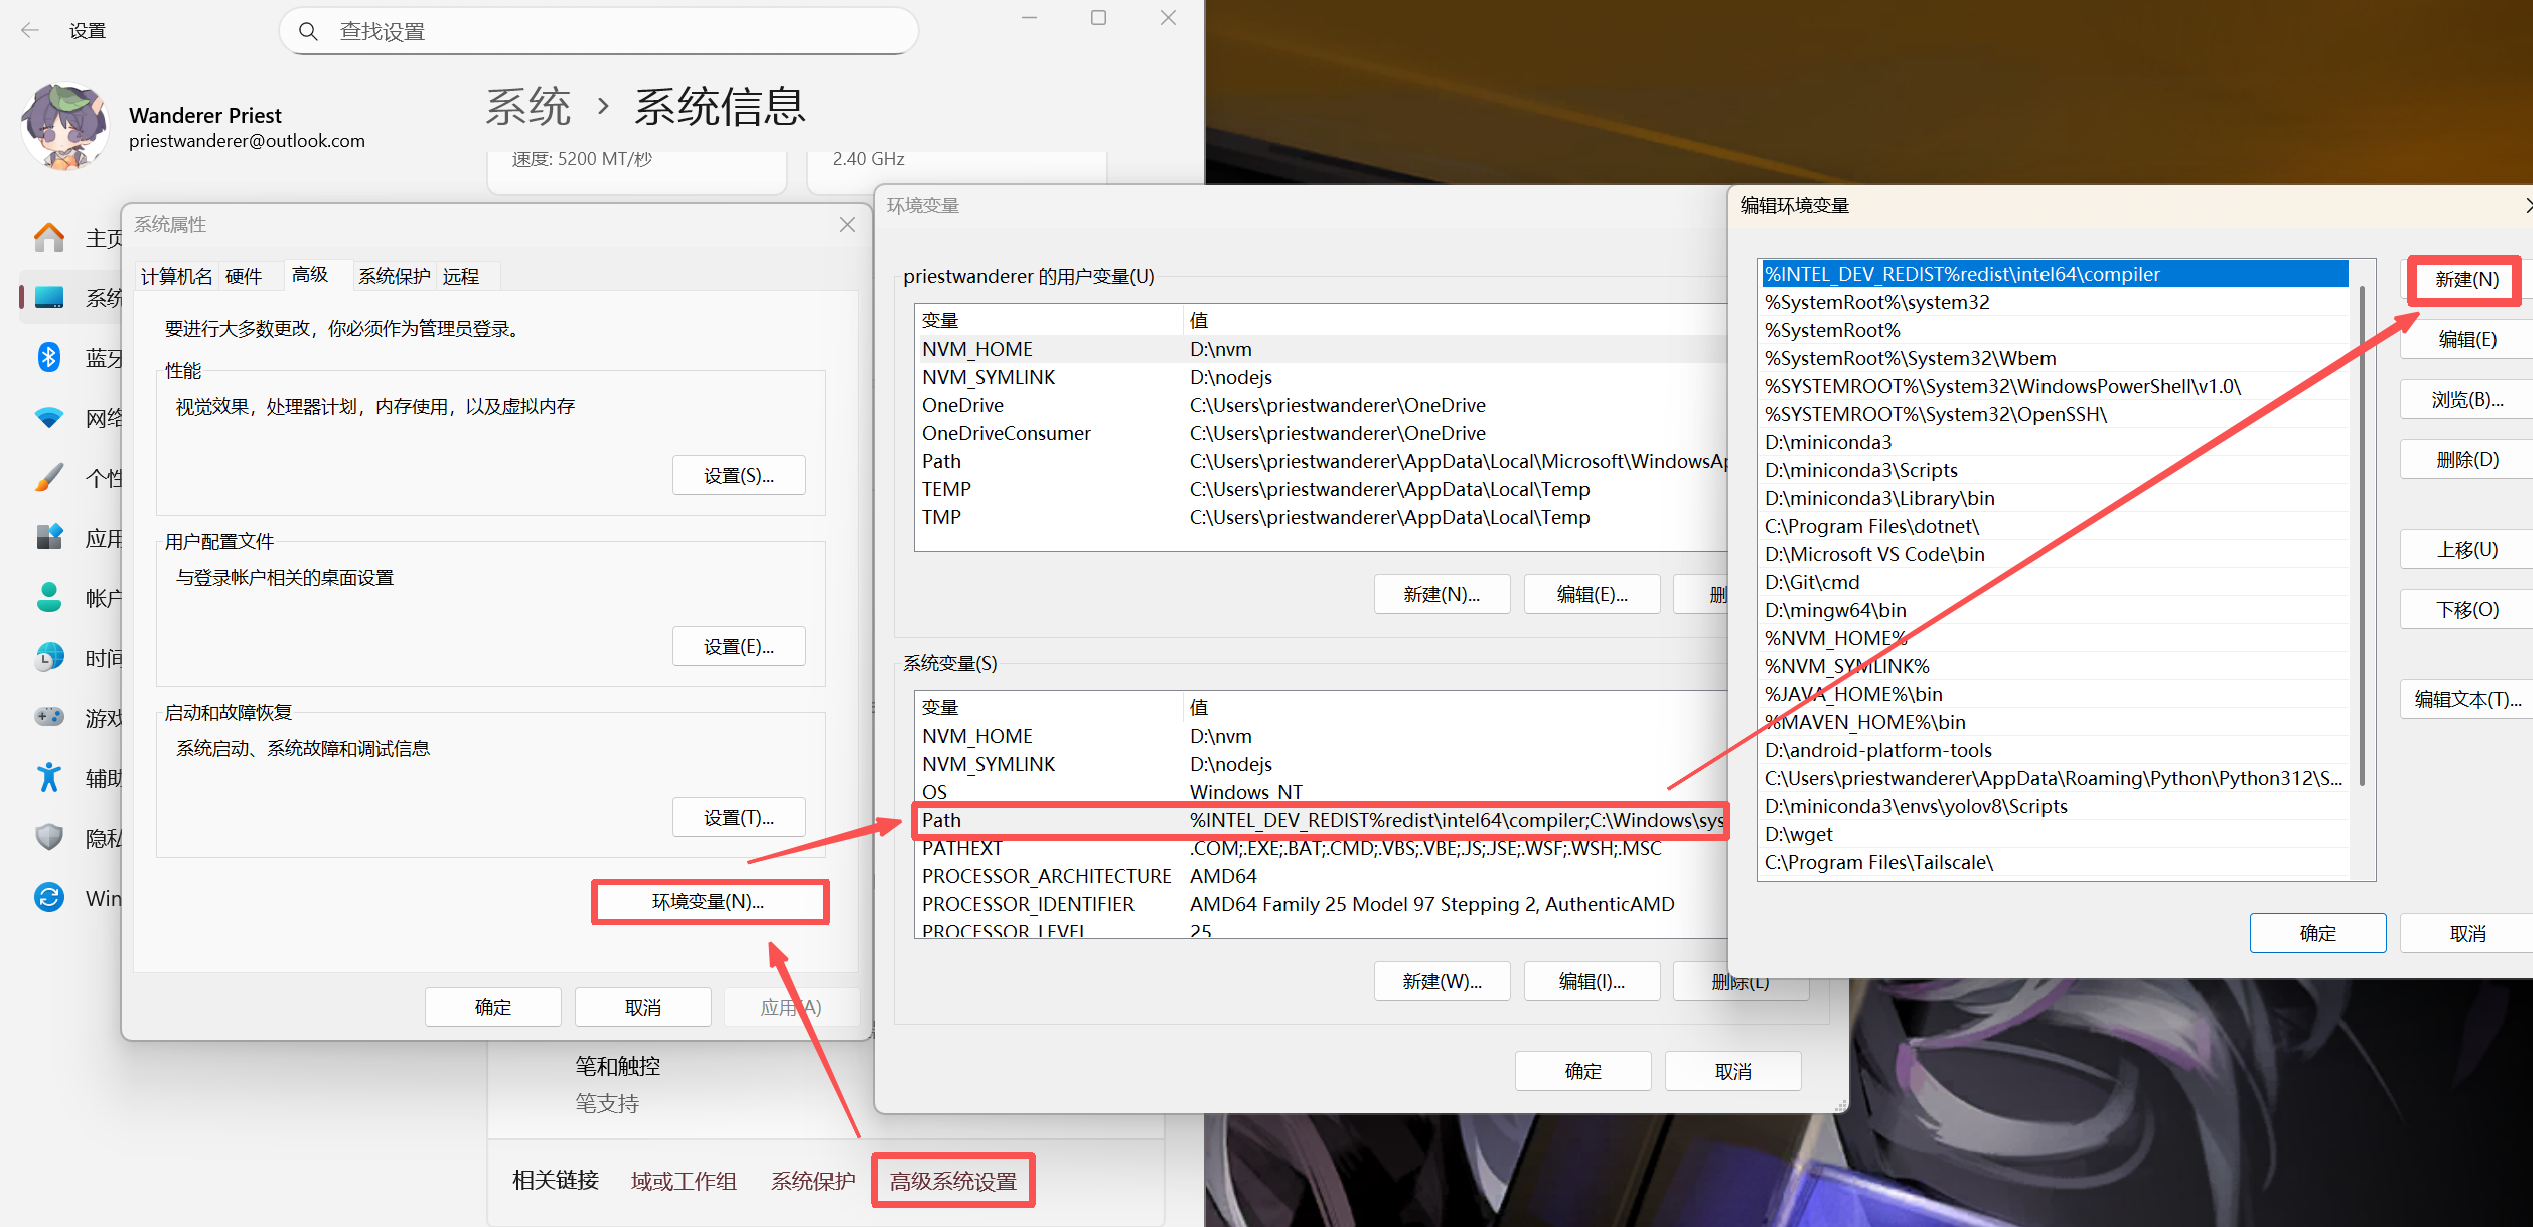 设置
查找设置
Wanderer Priest
priestwanderer@outlook.com
系统 › 系统信息
速度: 5200 MT/秒
2.40 GHz
主页
系统
蓝牙
网络
个性
应用
帐户
时间
游戏
辅助
隐私
Win
系统属性
计算机名
硬件
高级
系统保护
远程
要进行大多数更改，你必须作为管理员登录。
性能
视觉效果，处理器计划，内存使用，以及虚拟内存
设置(S)...
用户配置文件
与登录帐户相关的桌面设置
设置(E)...
启动和故障恢复
系统启动、系统故障和调试信息
设置(T)...
环境变量(N)...
确定
取消
应用(A)
笔和触控
笔支持
相关链接
域或工作组
系统保护
高级系统设置
环境变量
priestwanderer 的用户变量(U)
变量 值
NVM_HOME D:\nvm
NVM_SYMLINK D:\nodejs
OneDrive C:\Users\priestwanderer\OneDrive
OneDriveConsumer C:\Users\priestwanderer\OneDrive
Path C:\Users\priestwanderer\AppData\Local\Microsoft\WindowsAp
TEMP C:\Users\priestwanderer\AppData\Local\Temp
TMP C:\Users\priestwanderer\AppData\Local\Temp
新建(N)...
编辑(E)...
删
系统变量(S)
变量 值
NVM_HOME D:\nvm
NVM_SYMLINK D:\nodejs
OS Windows_NT
Path %INTEL_DEV_REDIST%redist\intel64\compiler;C:\Windows\sys
PATHEXT .COM;.EXE;.BAT;.CMD;.VBS;.VBE;.JS;.JSE;.WSF;.WSH;.MSC
PROCESSOR_ARCHITECTURE AMD64
PROCESSOR_IDENTIFIER AMD64 Family 25 Model 97 Stepping 2, AuthenticAMD
PROCESSOR_LEVEL 25
新建(W)...
编辑(I)...
删除(L)
确定
取消
编辑环境变量
%INTEL_DEV_REDIST%redist\intel64\compiler
%SystemRoot%\system32
%SystemRoot%
%SystemRoot%\System32\Wbem
%SYSTEMROOT%\System32\WindowsPowerShell\v1.0\
%SYSTEMROOT%\System32\OpenSSH\
D:\miniconda3
D:\miniconda3\Scripts
D:\miniconda3\Library\bin
C:\Program Files\dotnet\
D:\Microsoft VS Code\bin
D:\Git\cmd
D:\mingw64\bin
%NVM_HOME%
%NVM_SYMLINK%
%JAVA_HOME%\bin
%MAVEN_HOME%\bin
D:\android-platform-tools
C:\Users\priestwanderer\AppData\Roaming\Python\Python312\S...
D:\miniconda3\envs\yolov8\Scripts
D:\wget
C:\Program Files\Tailscale\
新建(N)
编辑(E)
浏览(B)...
删除(D)
上移(U)
下移(O)
编辑文本(T)...
确定
取消